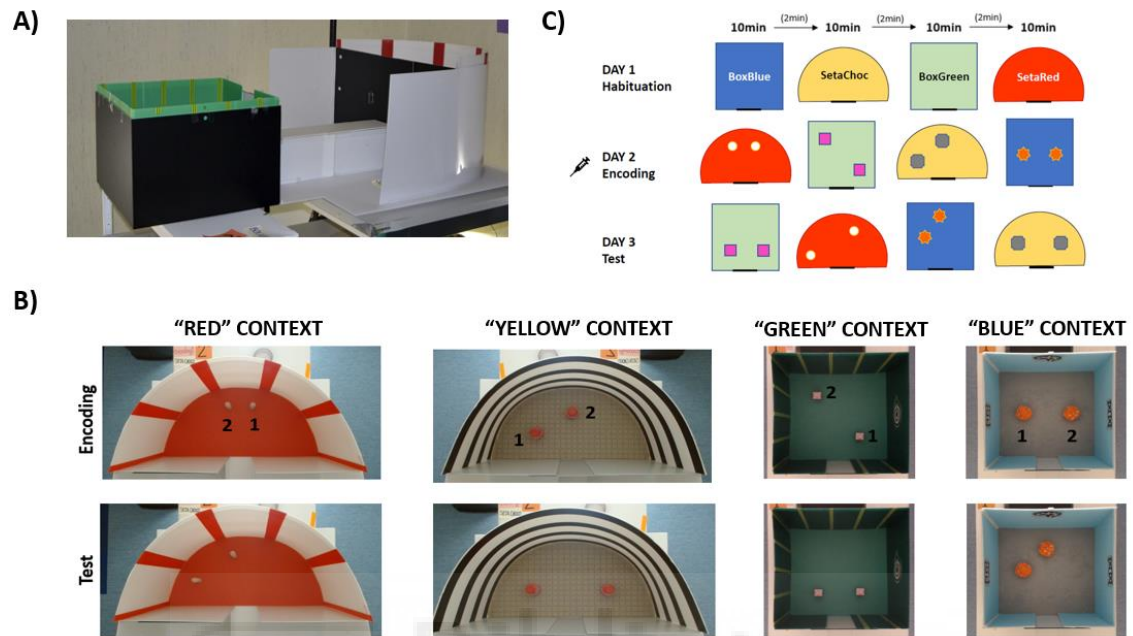 A)
C)
10min (2min) 10min (2min) 10min (2min) 10min
DAY 1
Habituation
BoxBlue
SetaChoc
BoxGreen
SetaRed
DAY 2
Encoding
DAY 3
Test
B)
“RED” CONTEXT
“YELLOW” CONTEXT
“GREEN” CONTEXT
“BLUE” CONTEXT
Encoding
2 1
1 2
2
1
1 2
Test